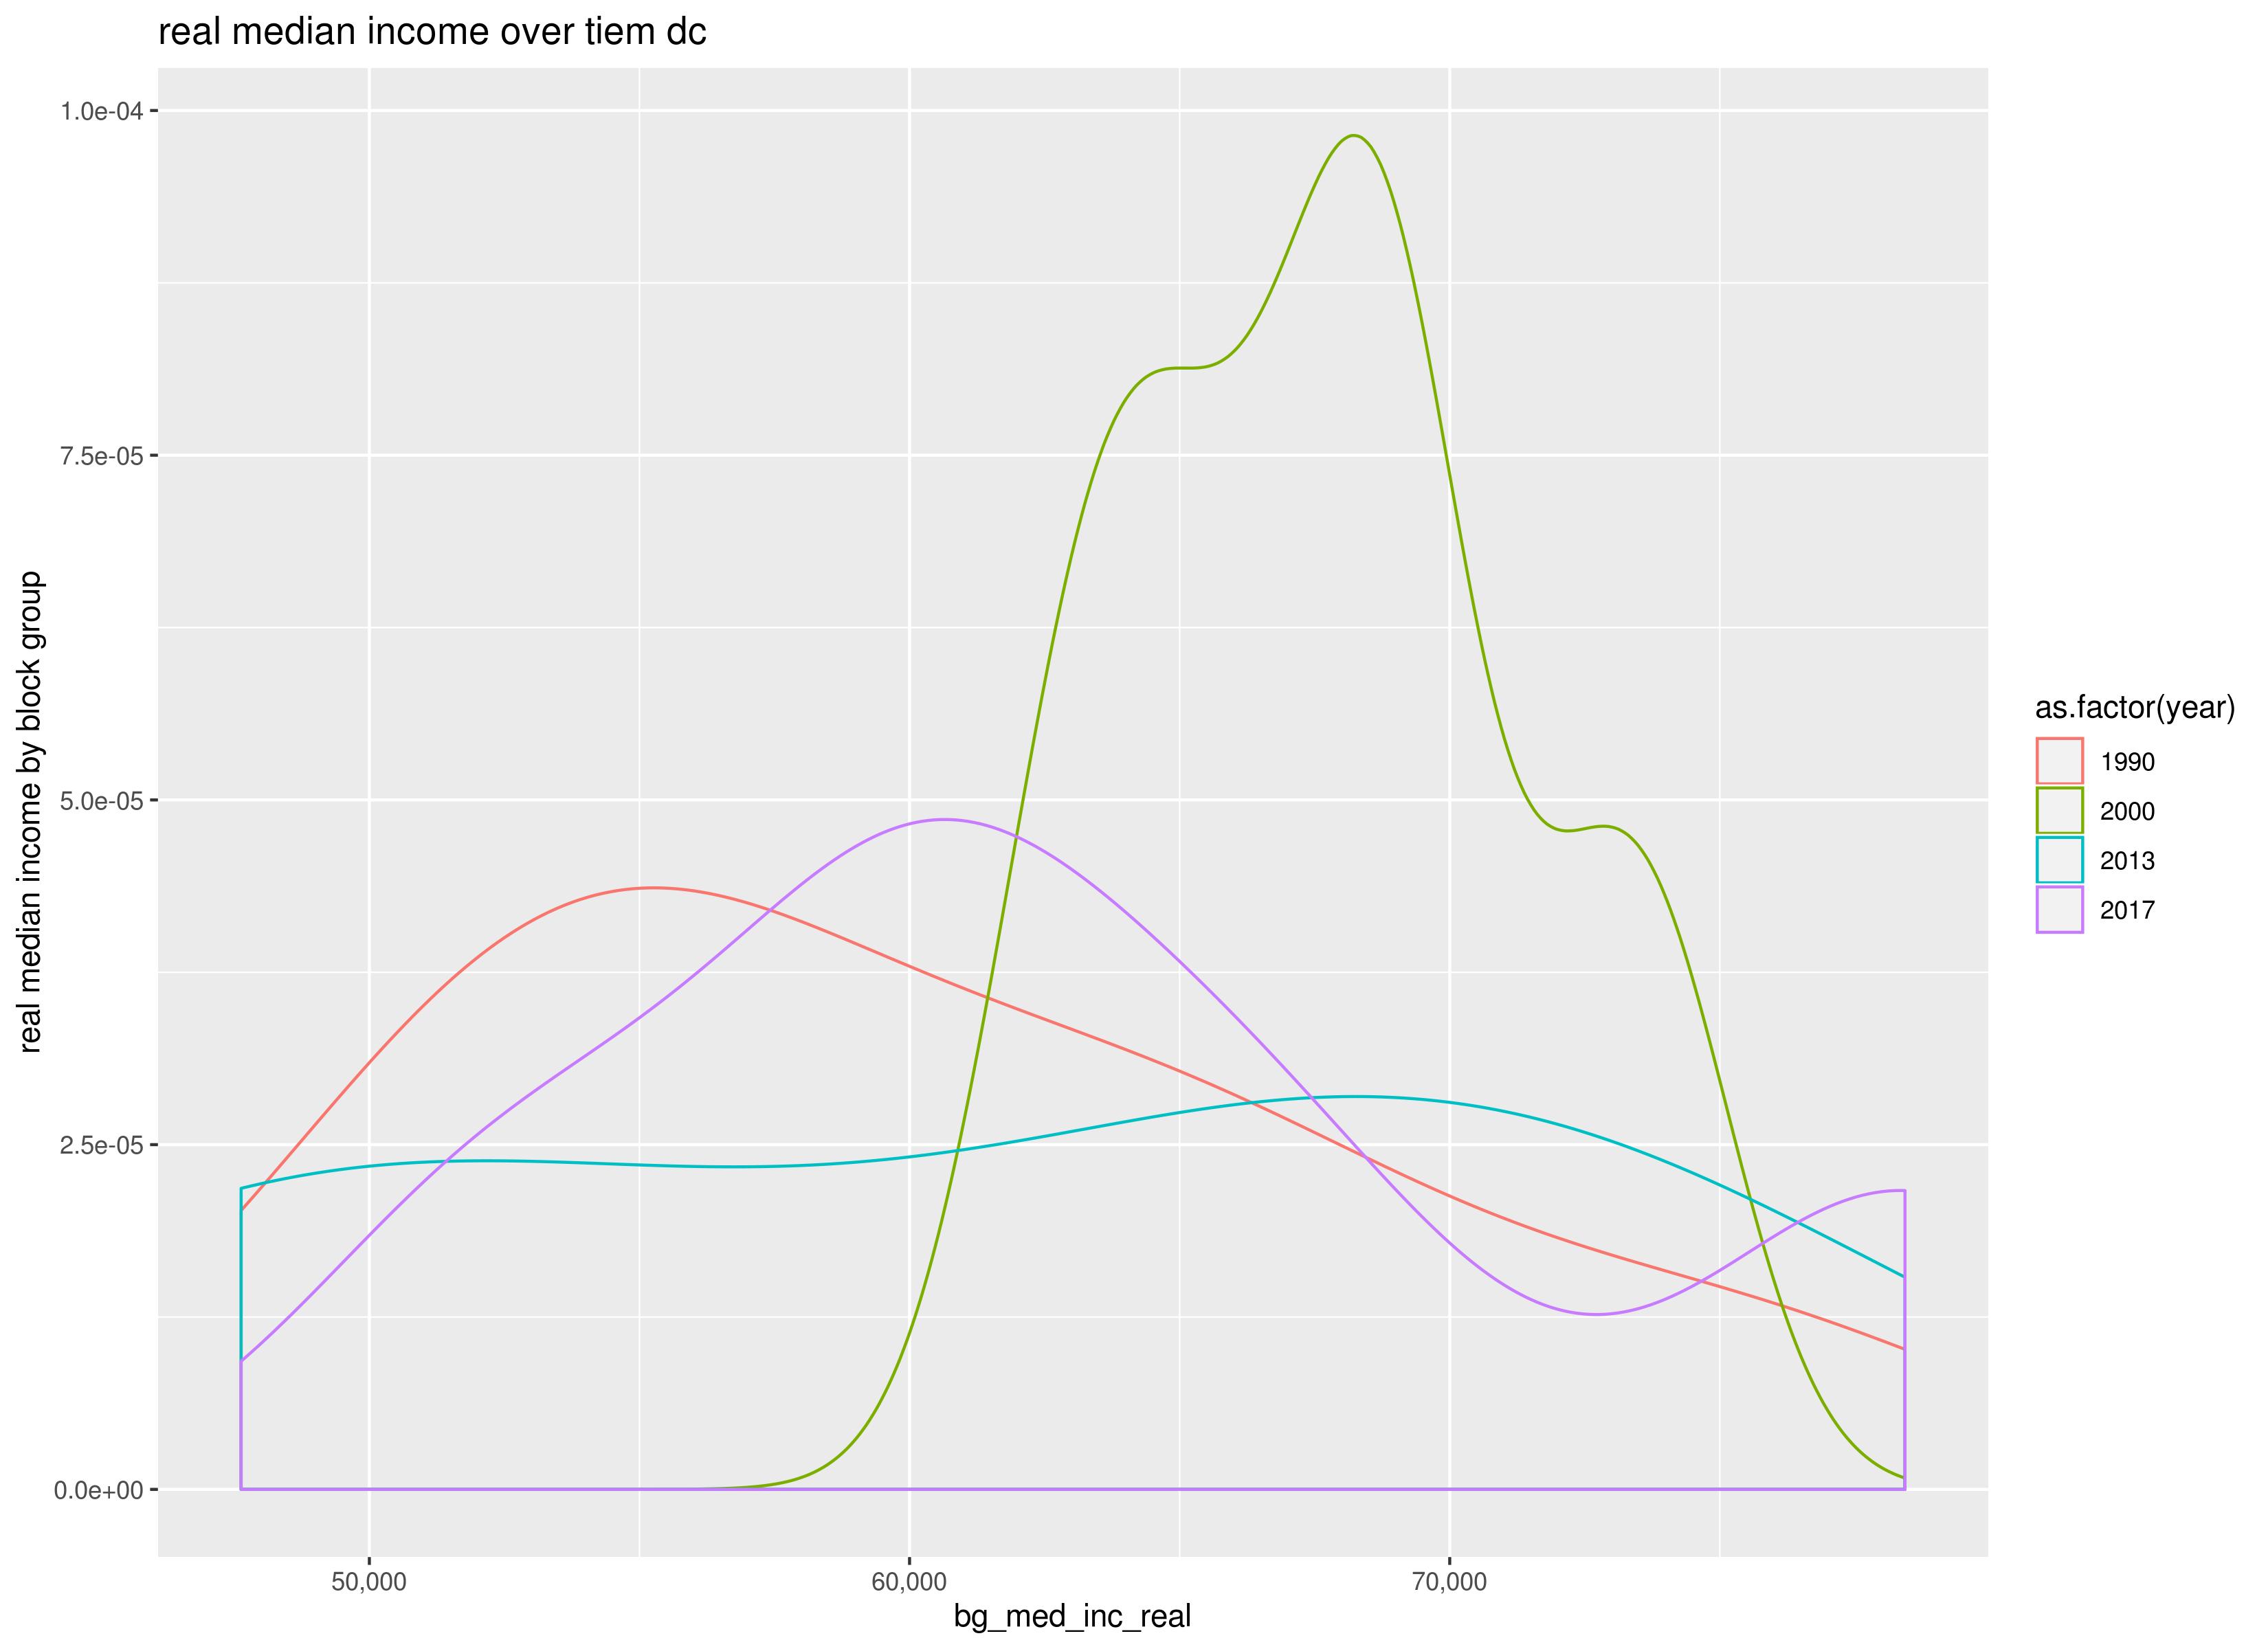 real median income over tiem dc
real median income by block group
1.0e-04
7.5e-05
5.0e-05
2.5e-05
0.0e+00
50,000
60,000
70,000
bg_med_inc_real
as.factor(year)
1990
2000
2013
2017